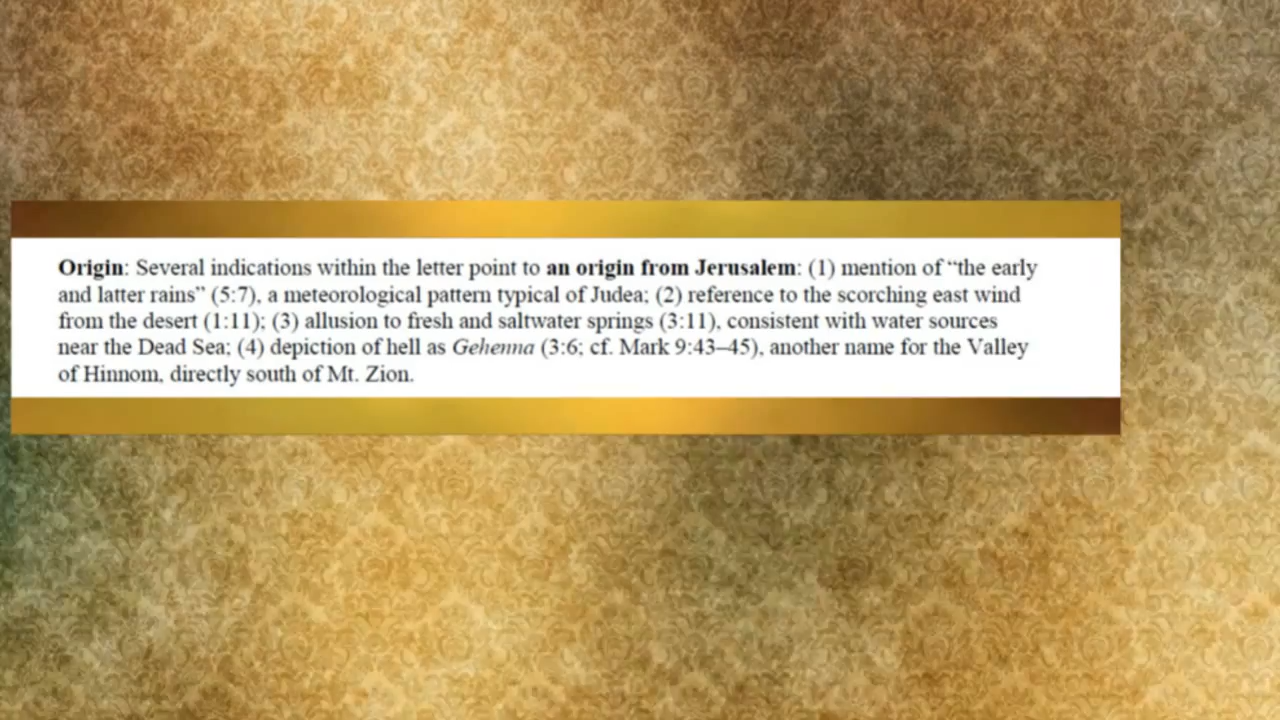 Origin: Several indications within the letter point to an origin from Jerusalem: (1) mention of “the early
and latter rains” (5:7), a meteorological pattern typical of Judea; (2) reference to the scorching east wind
from the desert (1:11); (3) allusion to fresh and saltwater springs (3:11), consistent with water sources
near the Dead Sea; (4) depiction of hell as Gehenna (3:6; cf. Mark 9:43–45), another name for the Valley
of Hinnom, directly south of Mt. Zion.